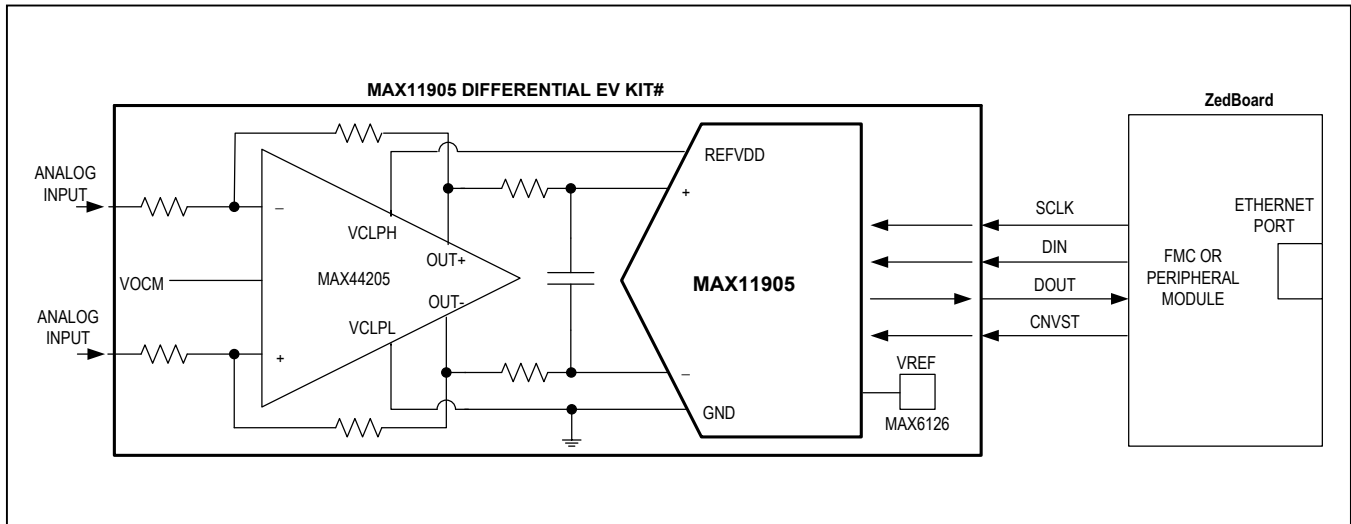 MAX11905 DIFFERENTIAL EV KIT#
ZedBoard
ANALOG
INPUT
−
VCLPH
OUT+
MAX44205
VOCM
OUT-
VCLPL
ANALOG
INPUT
+
REFVDD
+
MAX11905
−
GND
VREF
MAX6126
SCLK
DIN
DOUT
CNVST
FMC OR
PERIPHERAL
MODULE
ETHERNET
PORT